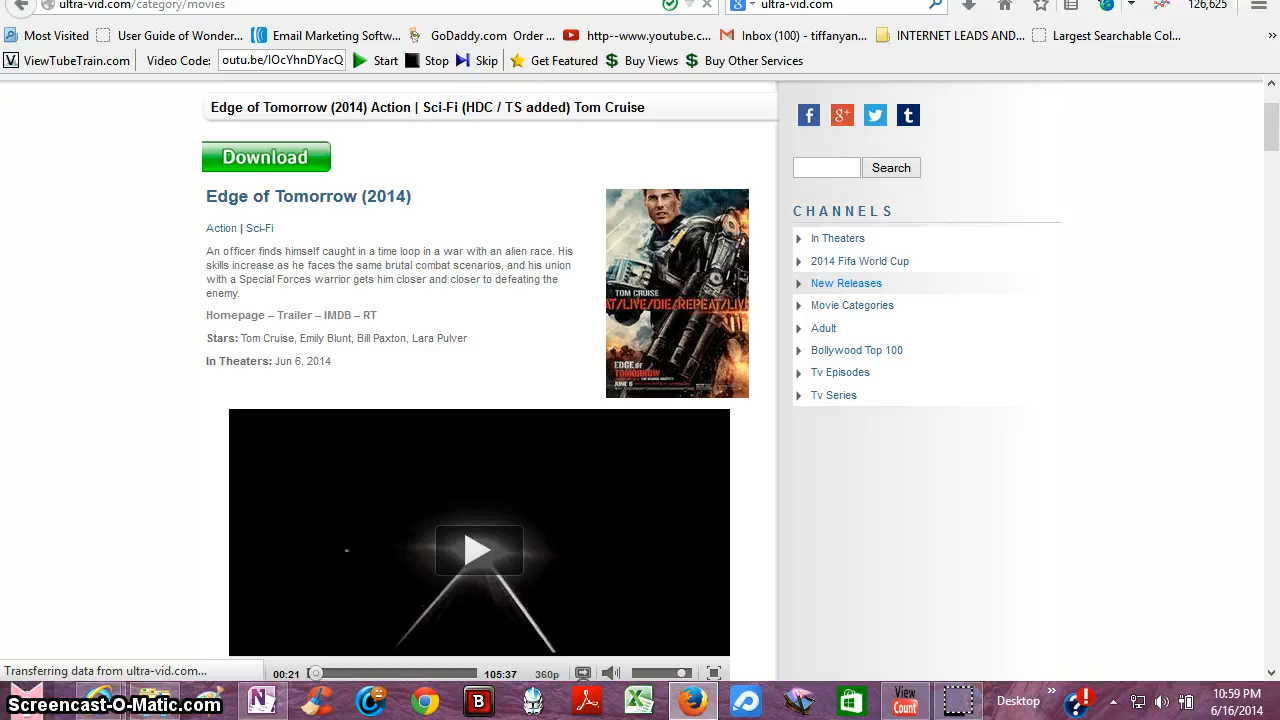 ultra-vid.com/category/movies
ultra-vid.com
126,625
Most Visited
User Guide of Wonder...
Email Marketing Softw...
GoDaddy.com Order ...
http--www.youtube.c...
Inbox (100) - tiffanyan...
INTERNET LEADS AND...
Largest Searchable Col...
»
ViewTubeTrain.com
Video Code:
outu.be/IOcYhnDYacQ
Start
Stop
Skip
Get Featured
$ Buy Views
$ Buy Other Services
Edge of Tomorrow (2014) Action | Sci-Fi (HDC / TS added) Tom Cruise
Download
Edge of Tomorrow (2014)
Action | Sci-Fi
An officer finds himself caught in a time loop in a war with an alien race. His
skills increase as he faces the same brutal combat scenarios, and his union
with a Special Forces warrior gets him closer and closer to defeating the
enemy.
Homepage – Trailer – IMDB – RT
Stars: Tom Cruise, Emily Blunt, Bill Paxton, Lara Pulver
In Theaters: Jun 6, 2014
TOM CRUISE
AT/LIVE/DIE/REPEAT/LIV
EDGE OF
TOMORROW
JUNE 6
f
g+
t
Search
CHANNELS
In Theaters
2014 Fifa World Cup
New Releases
Movie Categories
Adult
Bollywood Top 100
Tv Episodes
Tv Series
00:21
105:37
360p
Transferring data from ultra-vid.com...
View
Count
Desktop
»
10:59 PM
6/16/2014
Screencast-O-Matic.com